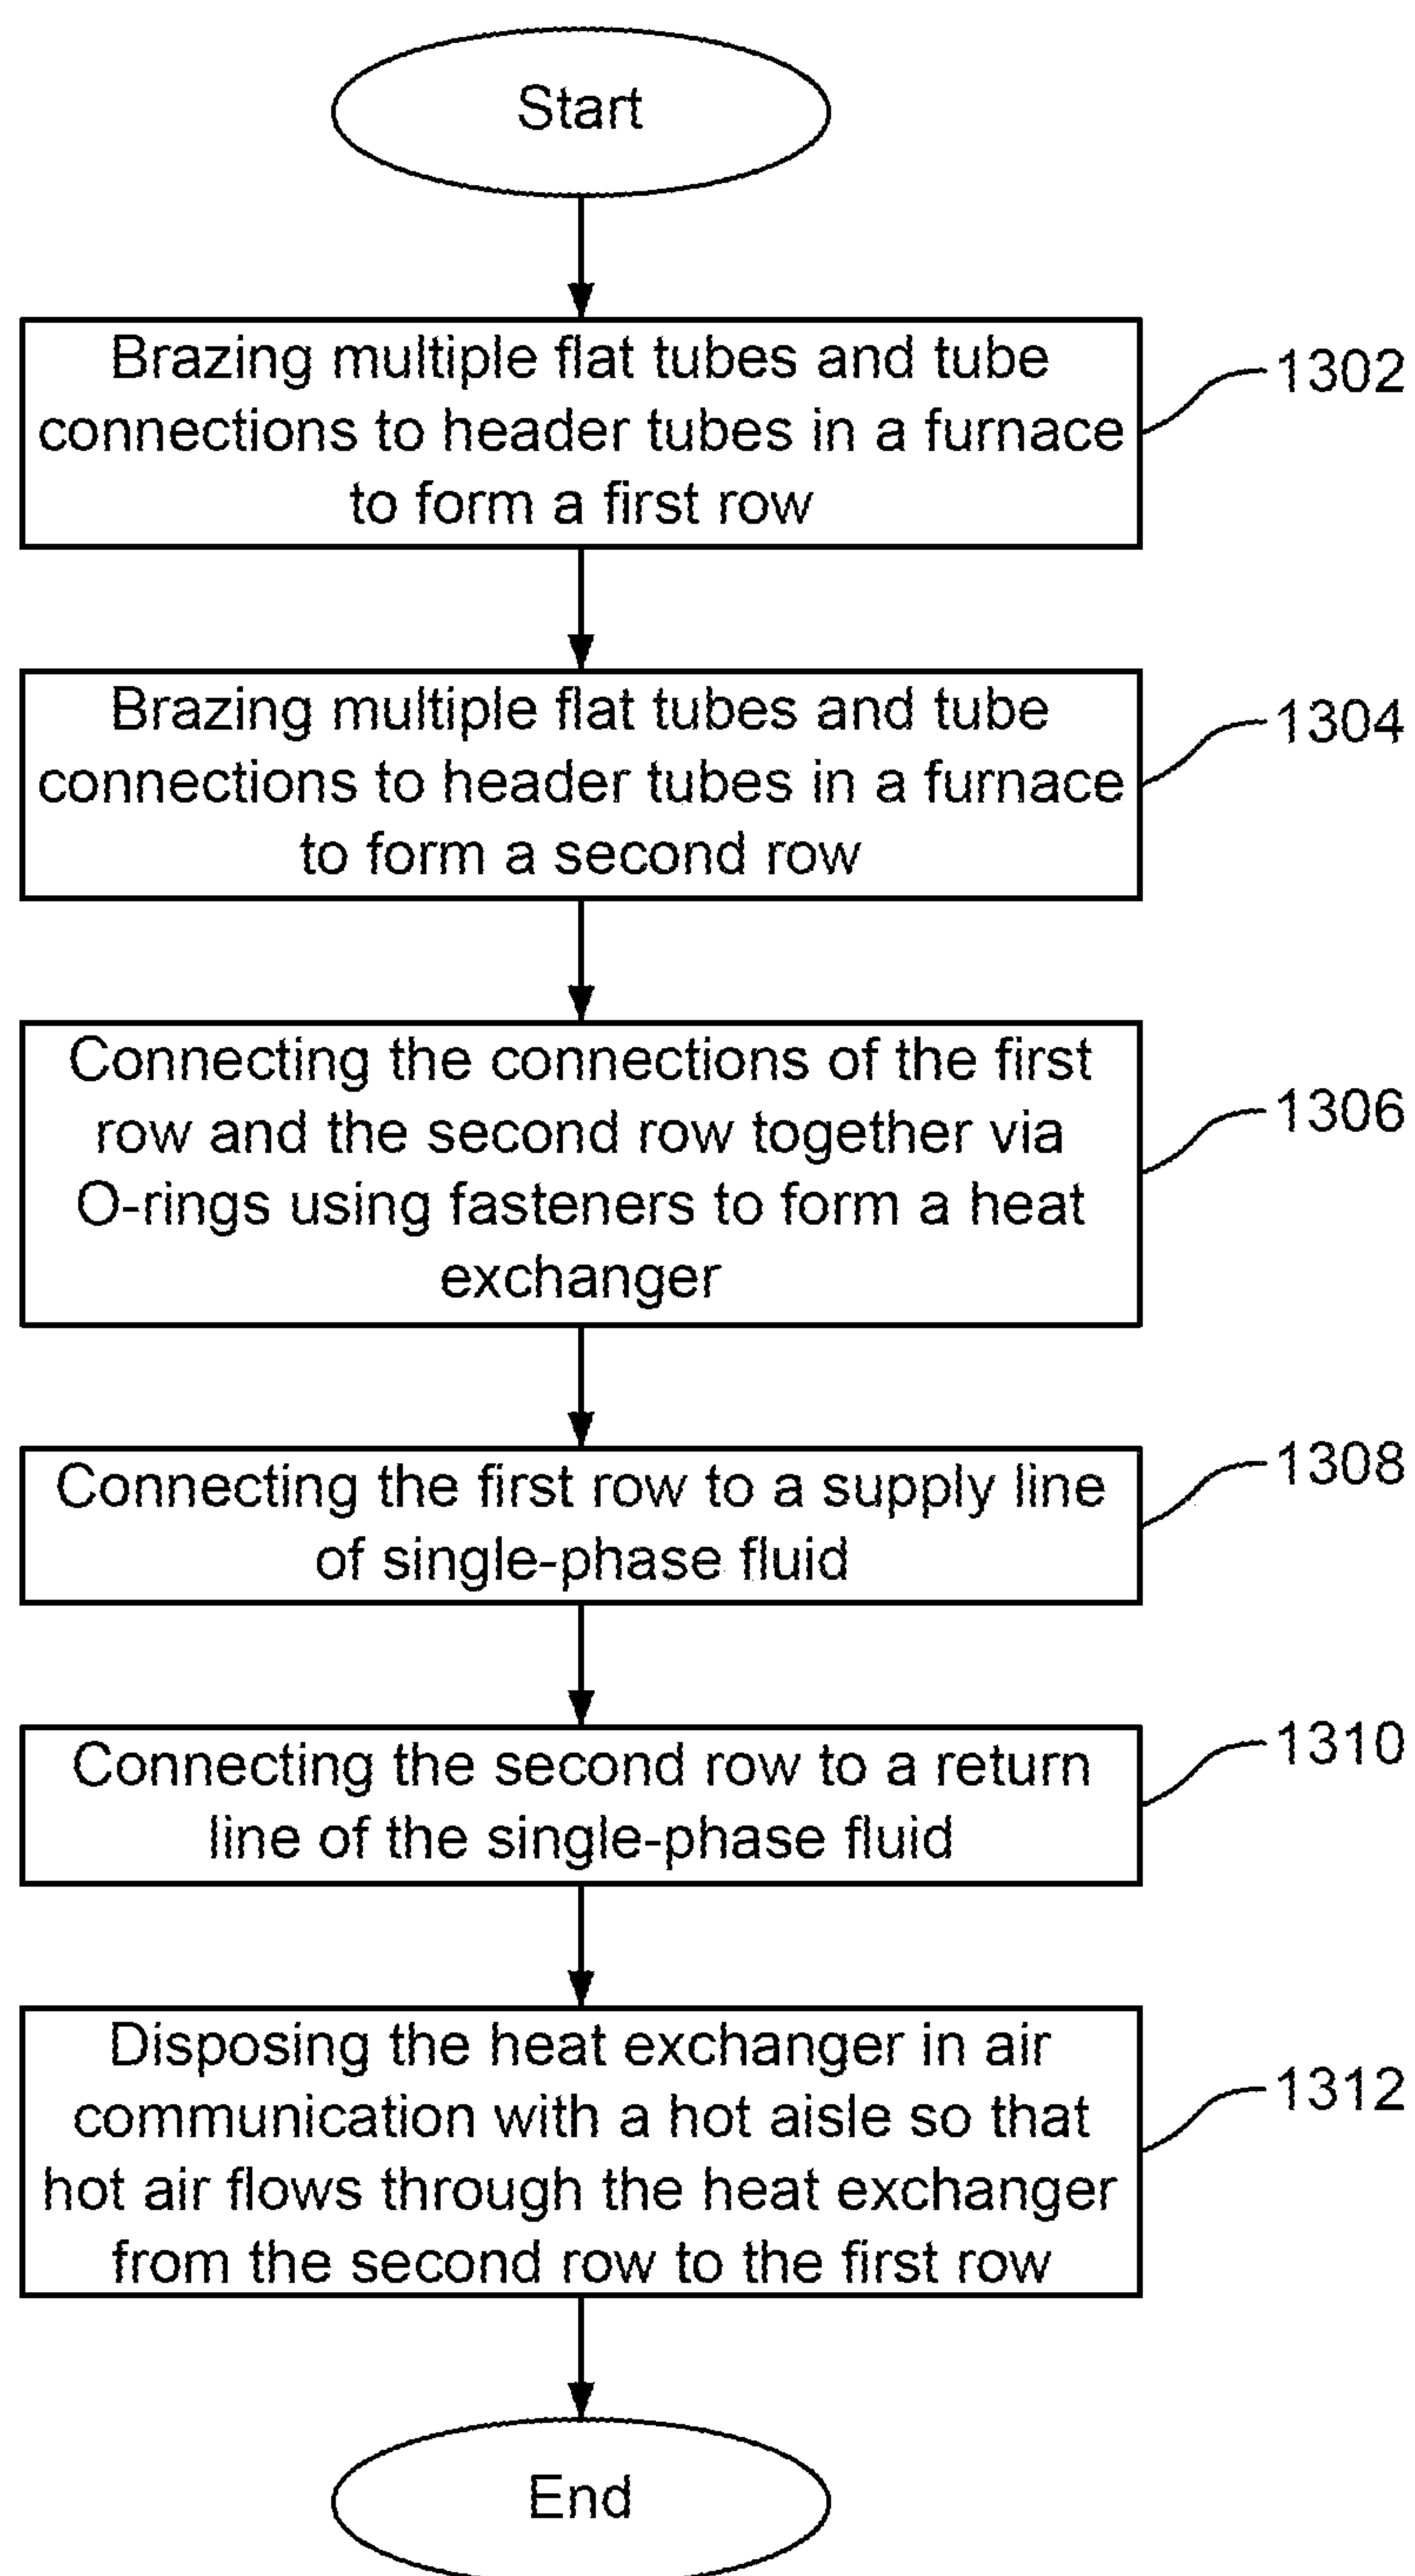 Start
Brazing multiple flat tubes and tube
connections to header tubes in a furnace
to form a first row
1302
Brazing multiple flat tubes and tube
connections to header tubes in a furnace
to form a second row
1304
Connecting the connections of the first
row and the second row together via
O-rings using fasteners to form a heat
exchanger
1306
Connecting the first row to a supply line
of single-phase fluid
1308
Connecting the second row to a return
line of the single-phase fluid
1310
Disposing the heat exchanger in air
communication with a hot aisle so that
hot air flows through the heat exchanger
from the second row to the first row
1312
End